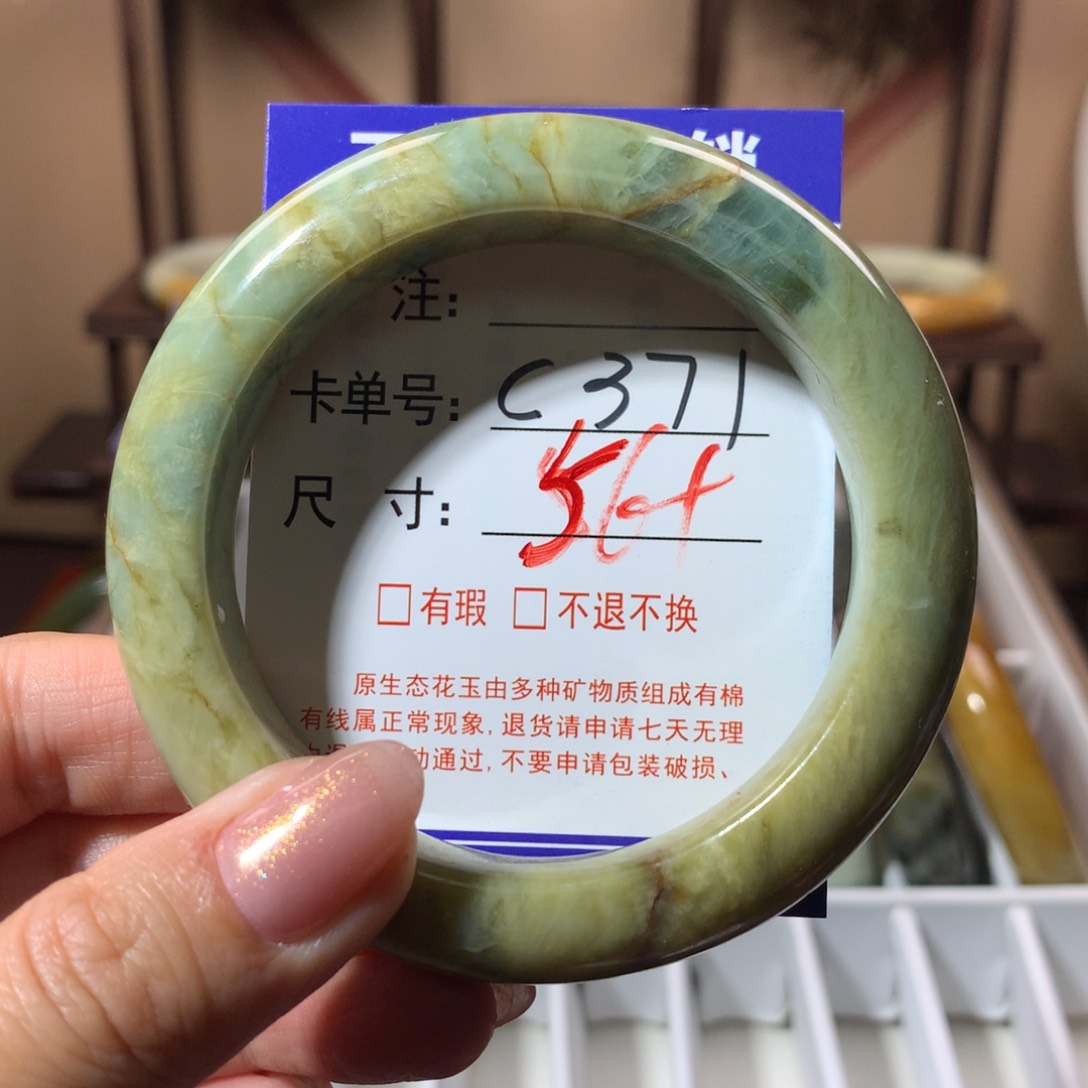 注:
卡单号: C371
尺 寸: 56+
□有瑕 □不退不换
原生态花玉由多种矿物质组成有棉
有线属正常现象,退货请申请七天无理
动通过,不要申请包装破损、